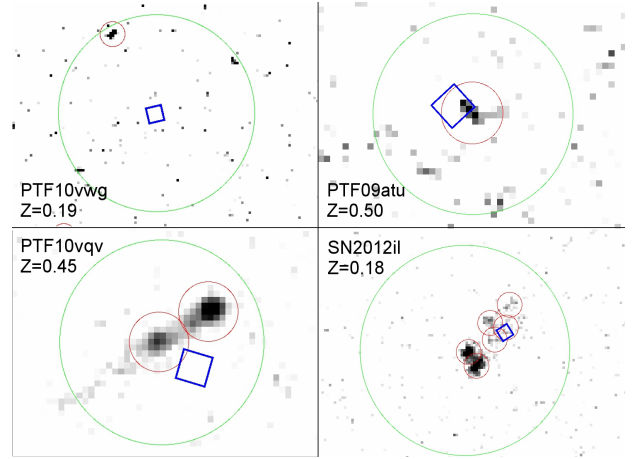 PTF10vwg
Z=0.19
PTF09atu
Z=0.50
PTF10vqv
Z=0.45
SN2012il
Z=0.18